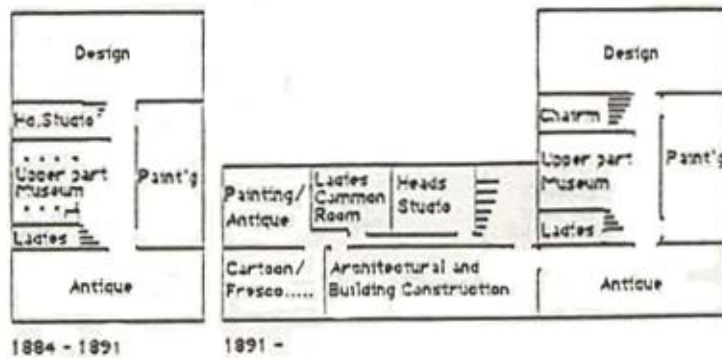 Design
Hd.Studio
Upper part
Museum
Paint'g
Ladies
Antique
1884 - 1891
Painting/
Antique
Ladies
Common
Room
Heads
Studio
Cartoon/
Fresco.....
Architectural and
Building Construction
Design
Chairm
Upper part
Museum
Paint'g
Ladies
Antique
1891 -